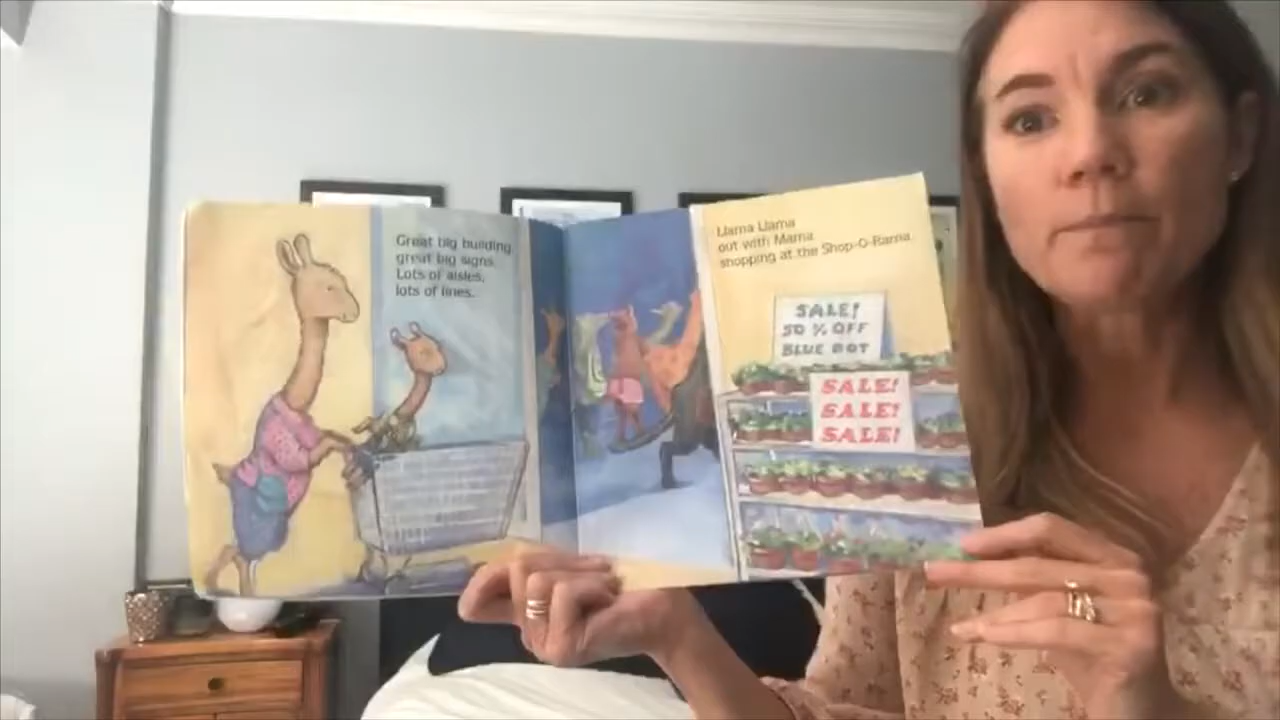 Great big building,
great big signs.
Lots of aisles,
lots of lines.
Llama Llama
out with Mama
shopping at the Shop-O-Rama.
SALE!
50 % OFF
BLUE DOT
SALE!
SALE!
SALE!